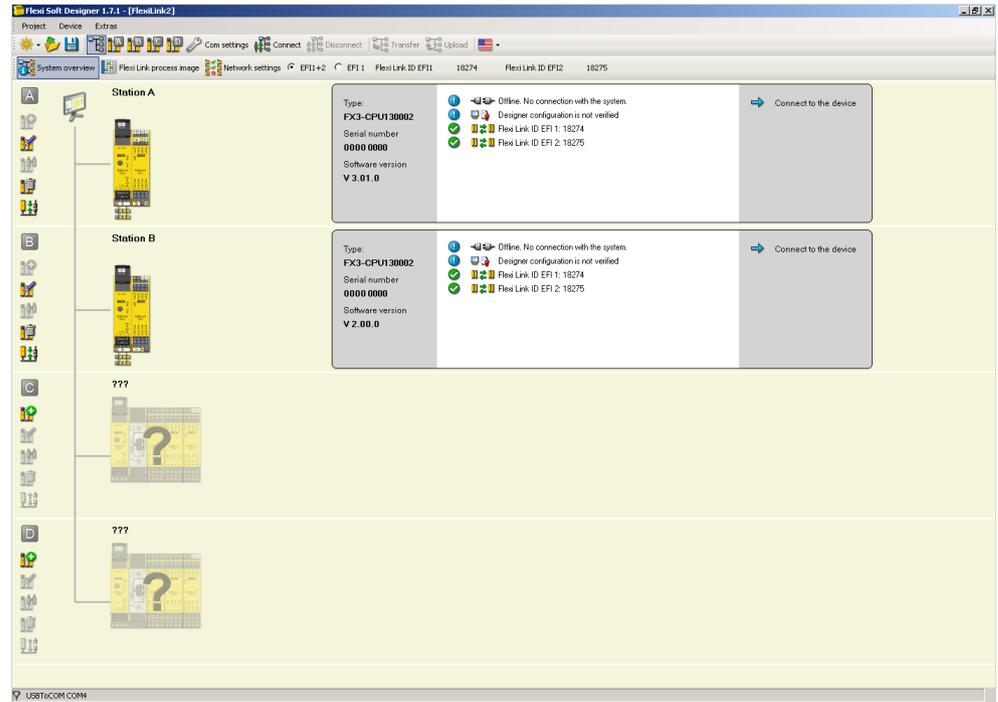 Flexi Soft Designer 1.7.1 - [FlexiLink2]
Project Device Extras
Com settings Connect Disconnect Transfer Upload
System overview Flexi Link process image Network settings EFI1+2 EFI 1 Flexi Link ID EFI1 18274 Flexi Link ID EFI2 18275
A
Station A
Type:
FX3-CPU130002
Serial number
0000 0000
Software version
V 3.01.0
Offline. No connection with the system.
Designer configuration is not verified
Flexi Link ID EFI 1: 18274
Flexi Link ID EFI 2: 18275
Connect to the device
B
Station B
Type:
FX3-CPU130002
Serial number
0000 0000
Software version
V 2.00.0
Offline. No connection with the system.
Designer configuration is not verified
Flexi Link ID EFI 1: 18274
Flexi Link ID EFI 2: 18275
Connect to the device
C
???
?
D
???
?
USBToCOM COM4